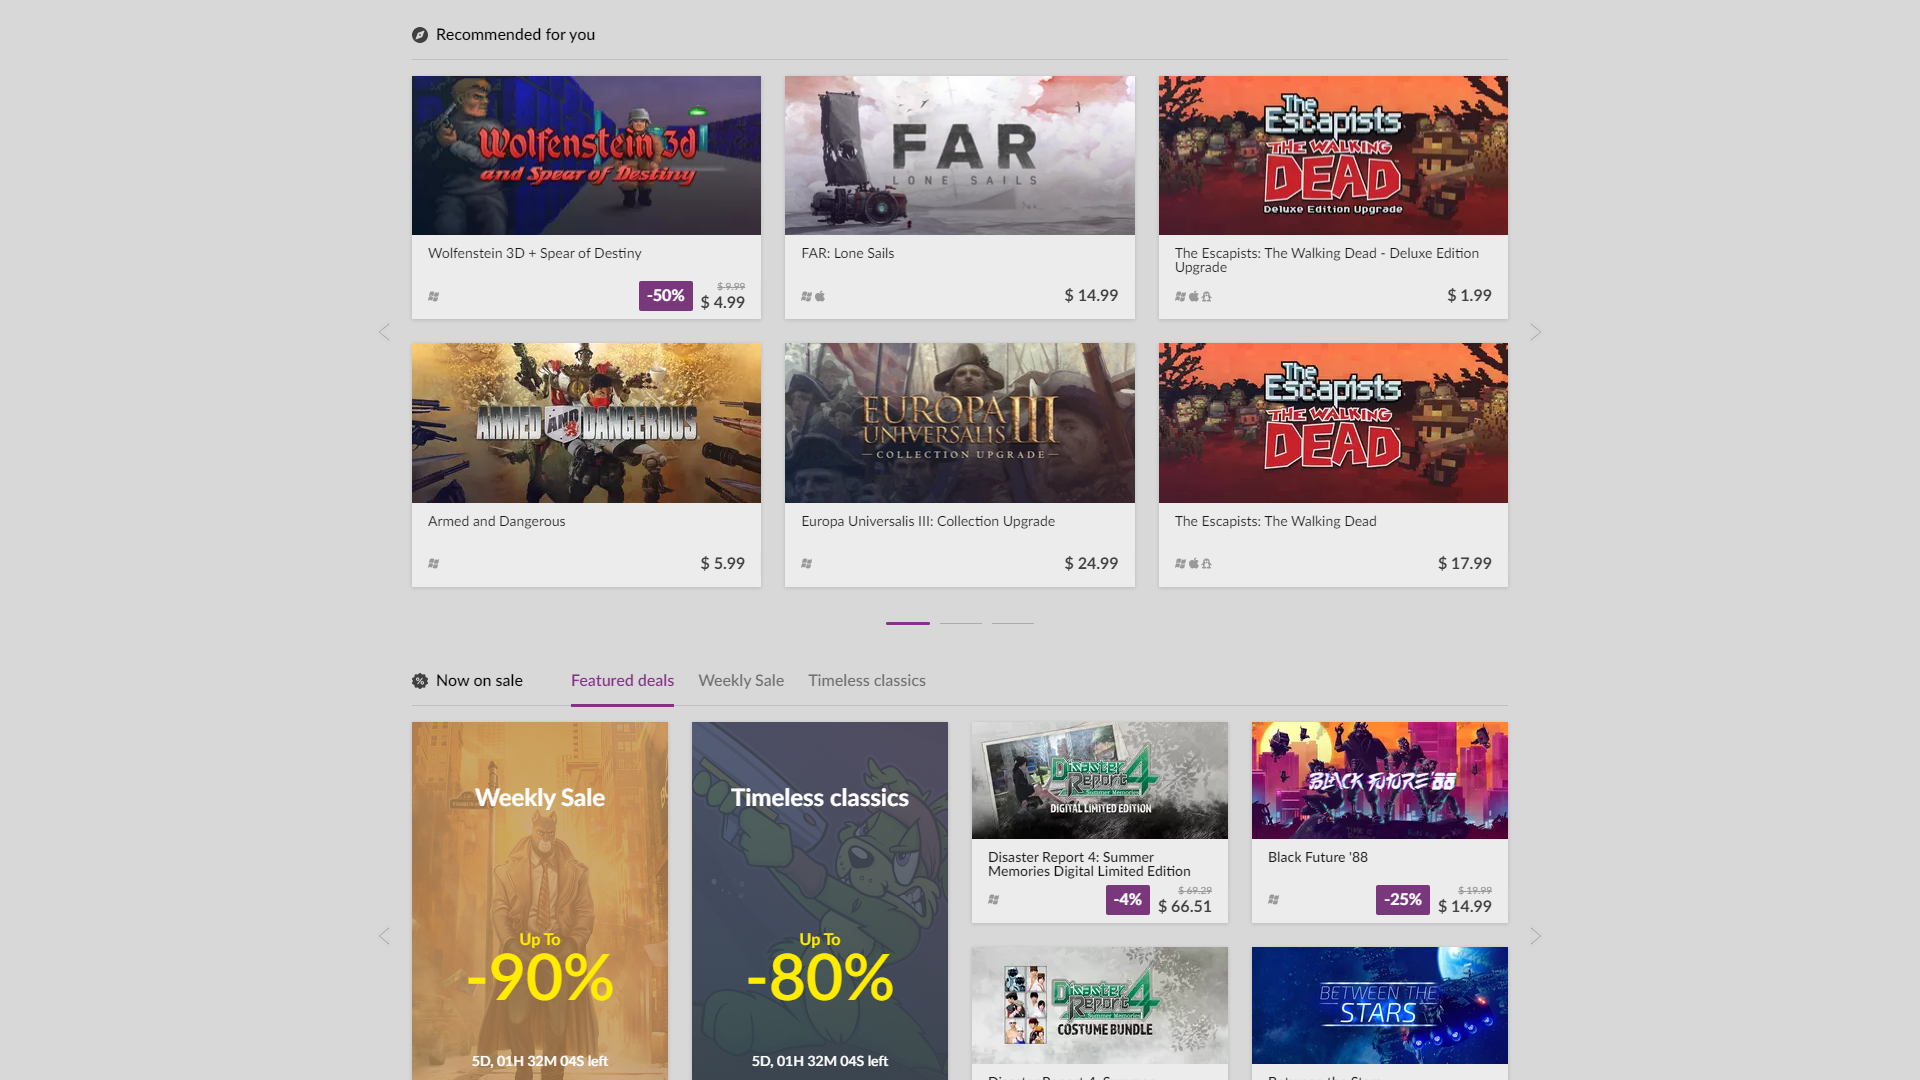 Recommended for you
Wolfenstein 3d
and Spear of Destiny
Wolfenstein 3D + Spear of Destiny
-50%
$ 9.99
$ 4.99
FAR
LONE SAILS
FAR: Lone Sails
$ 14.99
The
Escapists
THE WALKING
DEAD
Deluxe Edition Upgrade
The Escapists: The Walking Dead - Deluxe Edition
Upgrade
$ 1.99
ARMED AND DANGEROUS
Armed and Dangerous
$ 5.99
EUROPA
UNIVERSALIS III
COLLECTION UPGRADE
Europa Universalis III: Collection Upgrade
$ 24.99
The
Escapists
THE WALKING
DEAD
The Escapists: The Walking Dead
$ 17.99
Now on sale
Featured deals
Weekly Sale
Timeless classics
Weekly Sale
Up To
-90%
5D, 01H 32M 04S left
Timeless classics
Up To
-80%
5D, 01H 32M 04S left
Disaster
Report 4
Summer Memories
DIGITAL LIMITED EDITION
Disaster Report 4: Summer
Memories Digital Limited Edition
-4%
$ 69.29
$ 66.51
BLACK FUTURE '88
Black Future '88
-25%
$ 19.99
$ 14.99
Disaster
Report 4
Summer Memories
COSTUME BUNDLE
Disaster Report 4: Summer
BETWEEN THE
STARS
Between the Stars